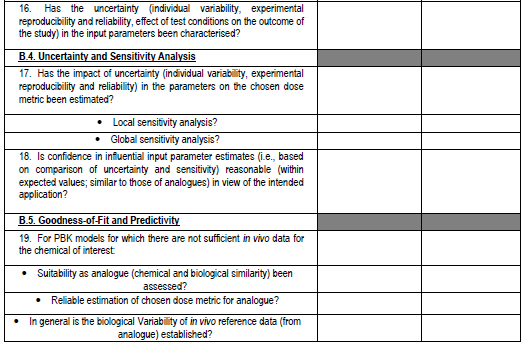 16. Has the uncertainty (individual variability, experimental
reproducibility and reliability, effect of test conditions on the outcome of
the study) in the input parameters been characterised?
B.4. Uncertainty and Sensitivity Analysis
17. Has the impact of uncertainty (individual variability, experimental
reproducibility and reliability) in the parameters on the chosen dose
metric been estimated?
• Local sensitivity analysis?
• Global sensitivity analysis?
18. Is confidence in influential input parameter estimates (i.e., based
on comparison of uncertainty and sensitivity) reasonable (within
expected values; similar to those of analogues) in view of the intended
application?
B.5. Goodness-of-Fit and Predictivity
19. For PBK models for which there are not sufficient in vivo data for
the chemical of interest:
• Suitability as analogue (chemical and biological similarity) been
assessed?
• Reliable estimation of chosen dose metric for analogue?
• In general is the biological Variability of in vivo reference data (from
analogue) established?